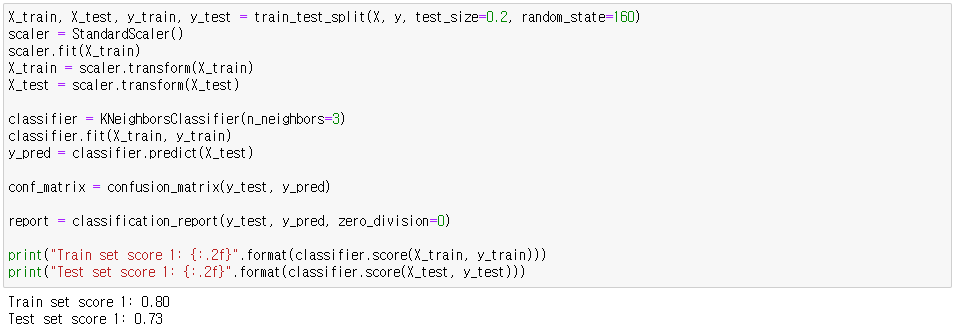 X_train, X_test, y_train, y_test = train_test_split(X, y, test_size=0.2, random_state=160)
scaler = StandardScaler()
scaler.fit(X_train)
X_train = scaler.transform(X_train)
X_test = scaler.transform(X_test)
classifier = KNeighborsClassifier(n_neighbors=3)
classifier.fit(X_train, y_train)
y_pred = classifier.predict(X_test)
conf_matrix = confusion_matrix(y_test, y_pred)
report = classification_report(y_test, y_pred, zero_division=0)
print("Train set score 1: {:.2f}".format(classifier.score(X_train, y_train)))
print("Test set score 1: {:.2f}".format(classifier.score(X_test, y_test)))
Train set score 1: 0.80
Test set score 1: 0.73